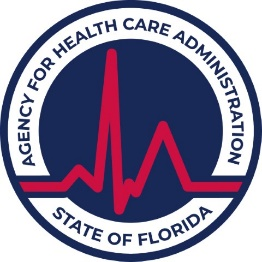 AGENCY FOR HEALTH CARE ADMINISTRATION
STATE OF FLORIDA